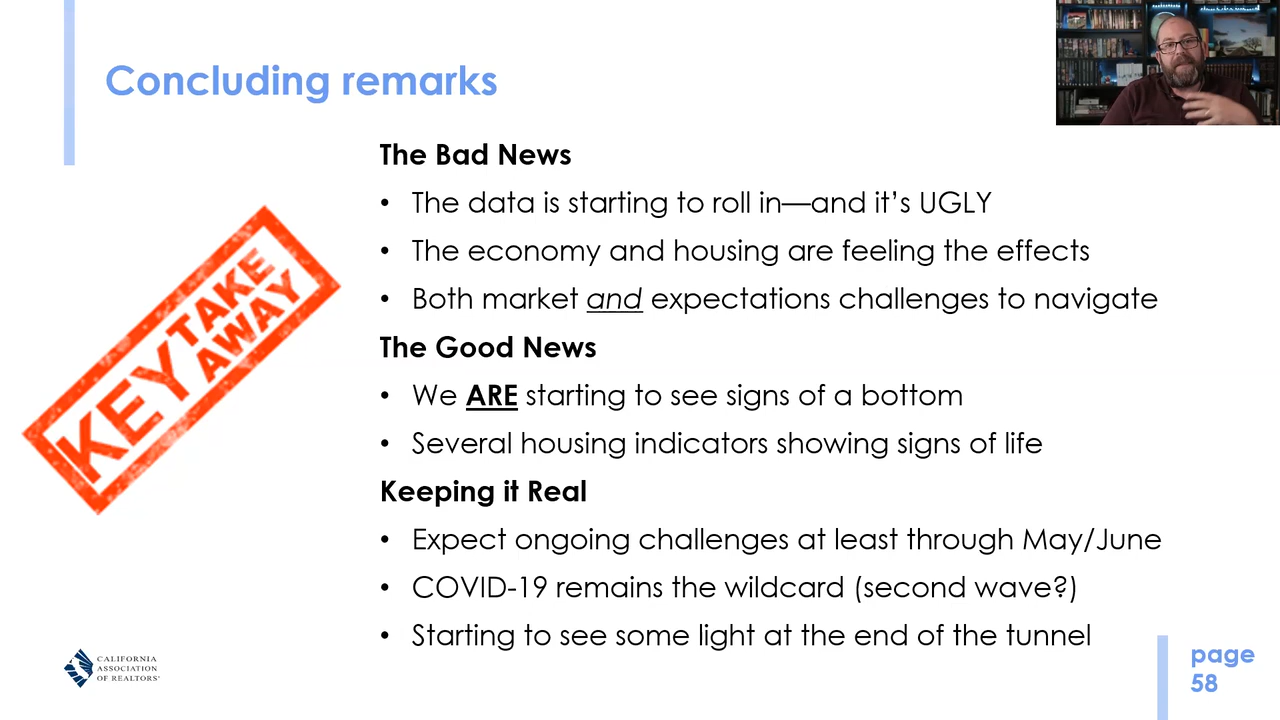 Concluding remarks
The Bad News
• The data is starting to roll in—and it’s UGLY
• The economy and housing are feeling the effects
• Both market and expectations challenges to navigate
The Good News
• We ARE starting to see signs of a bottom
• Several housing indicators showing signs of life
Keeping it Real
• Expect ongoing challenges at least through May/June
• COVID-19 remains the wildcard (second wave?)
• Starting to see some light at the end of the tunnel
KEY TAKE
AWAY
CALIFORNIA
ASSOCIATION
OF REALTORS®
page
58